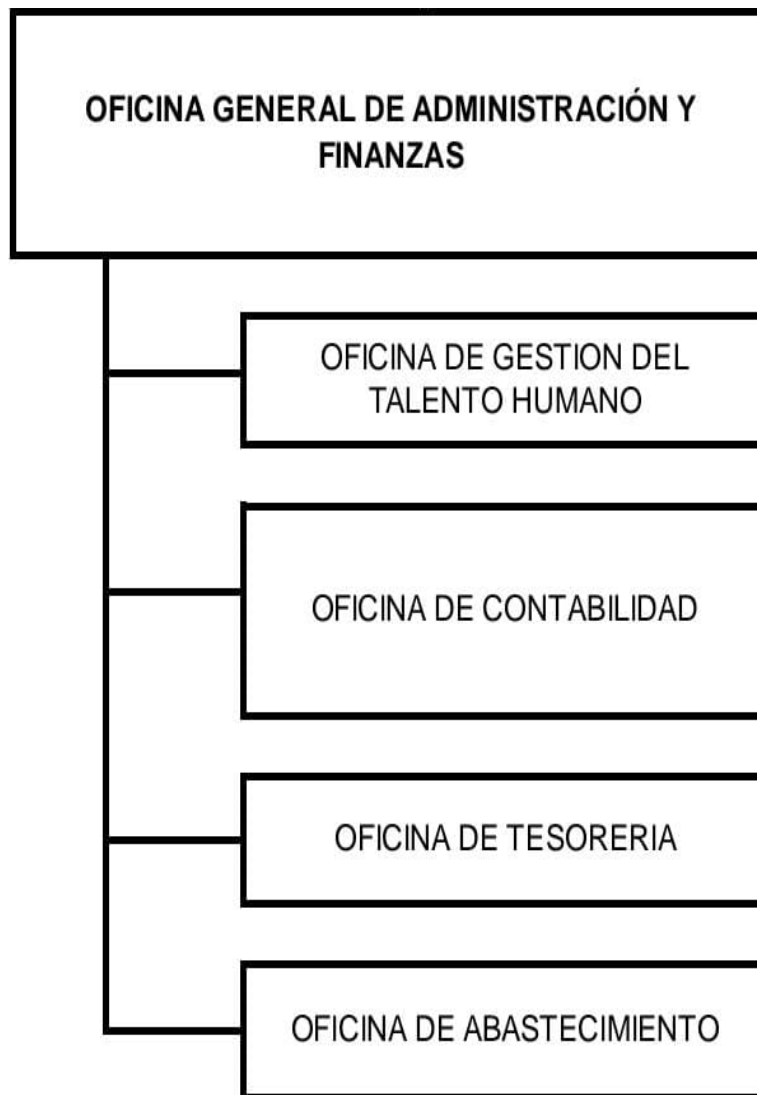 OFICINA GENERAL DE ADMINISTRACIÓN Y
FINANZAS
OFICINA DE GESTION DEL
TALENTO HUMANO
OFICINA DE CONTABILIDAD
OFICINA DE TESORERIA
OFICINA DE ABASTECIMIENTO